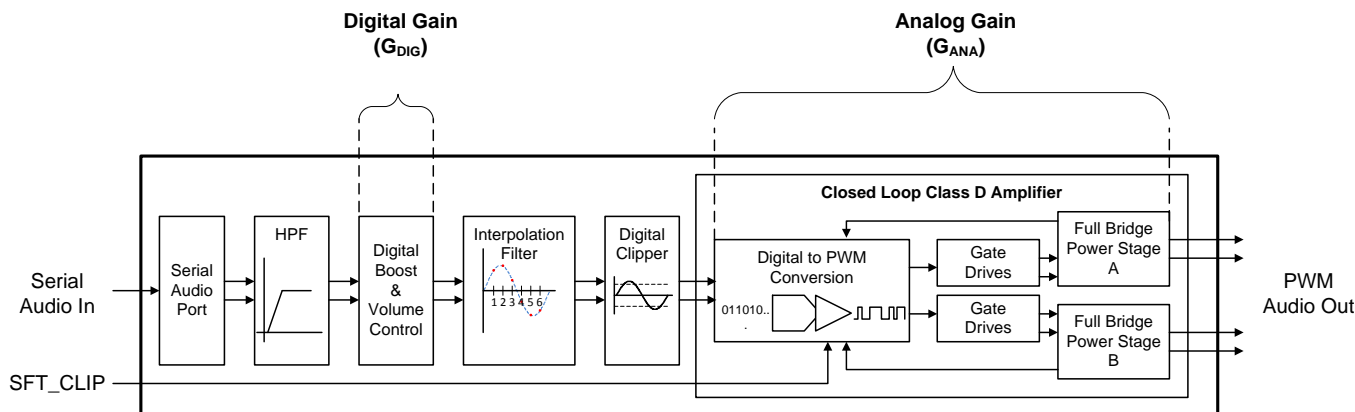 Digital Gain
(GDIG)
Analog Gain
(GANA)
Closed Loop Class D Amplifier
Serial
Audio In
Serial
Audio
Port
HPF
Digital
Boost
&
Volume
Control
Interpolation
Filter
1 2 3 4 5 6
Digital
Clipper
Digital to PWM
Conversion
011010..
.
Gate
Drives
Gate
Drives
Full Bridge
Power Stage
A
Full Bridge
Power Stage
B
PWM
Audio Out
SFT_CLIP